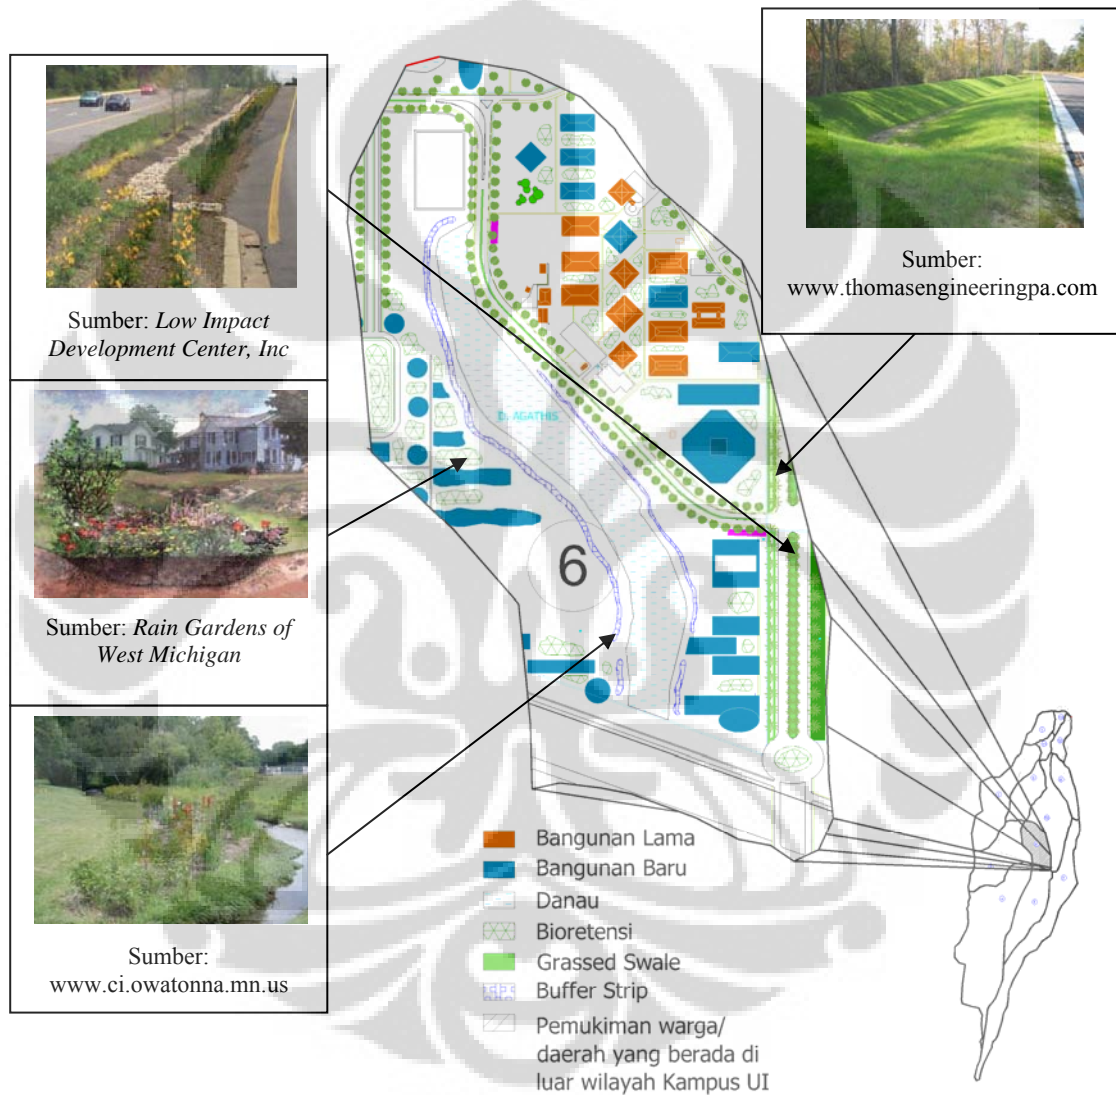 Sumber: Low Impact
Development Center, Inc
Sumber: Rain Gardens of
West Michigan
Sumber:
www.ci.owatonna.mn.us
Sumber:
www.thomasengineeringpa.com
D. AGATHIS
6
Bangunan Lama
Bangunan Baru
Danau
Bioretensi
Grassed Swale
Buffer Strip
Pemukiman warga/
daerah yang berada di
luar wilayah Kampus UI